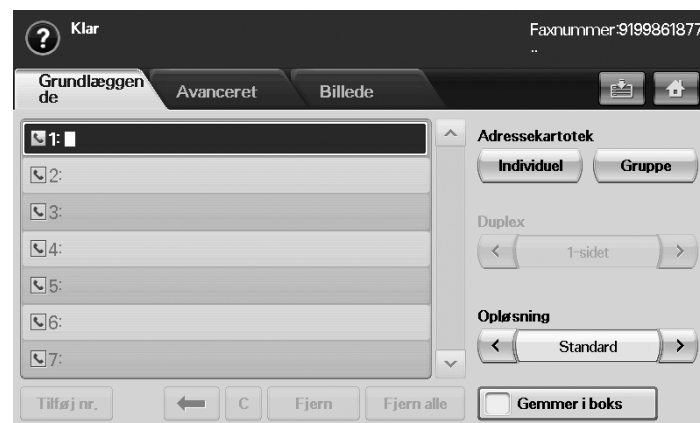 Klar
Faxnummer:9199861877
..
Grundlæggen
de
Avanceret
Billede
1:
2:
3:
4:
5:
6:
7:
Adressekartotek
Individuel
Gruppe
Duplex
1-sidet
Opløsning
Standard
Tilføj nr.
C
Fjern
Fjern alle
Gemmer i boks